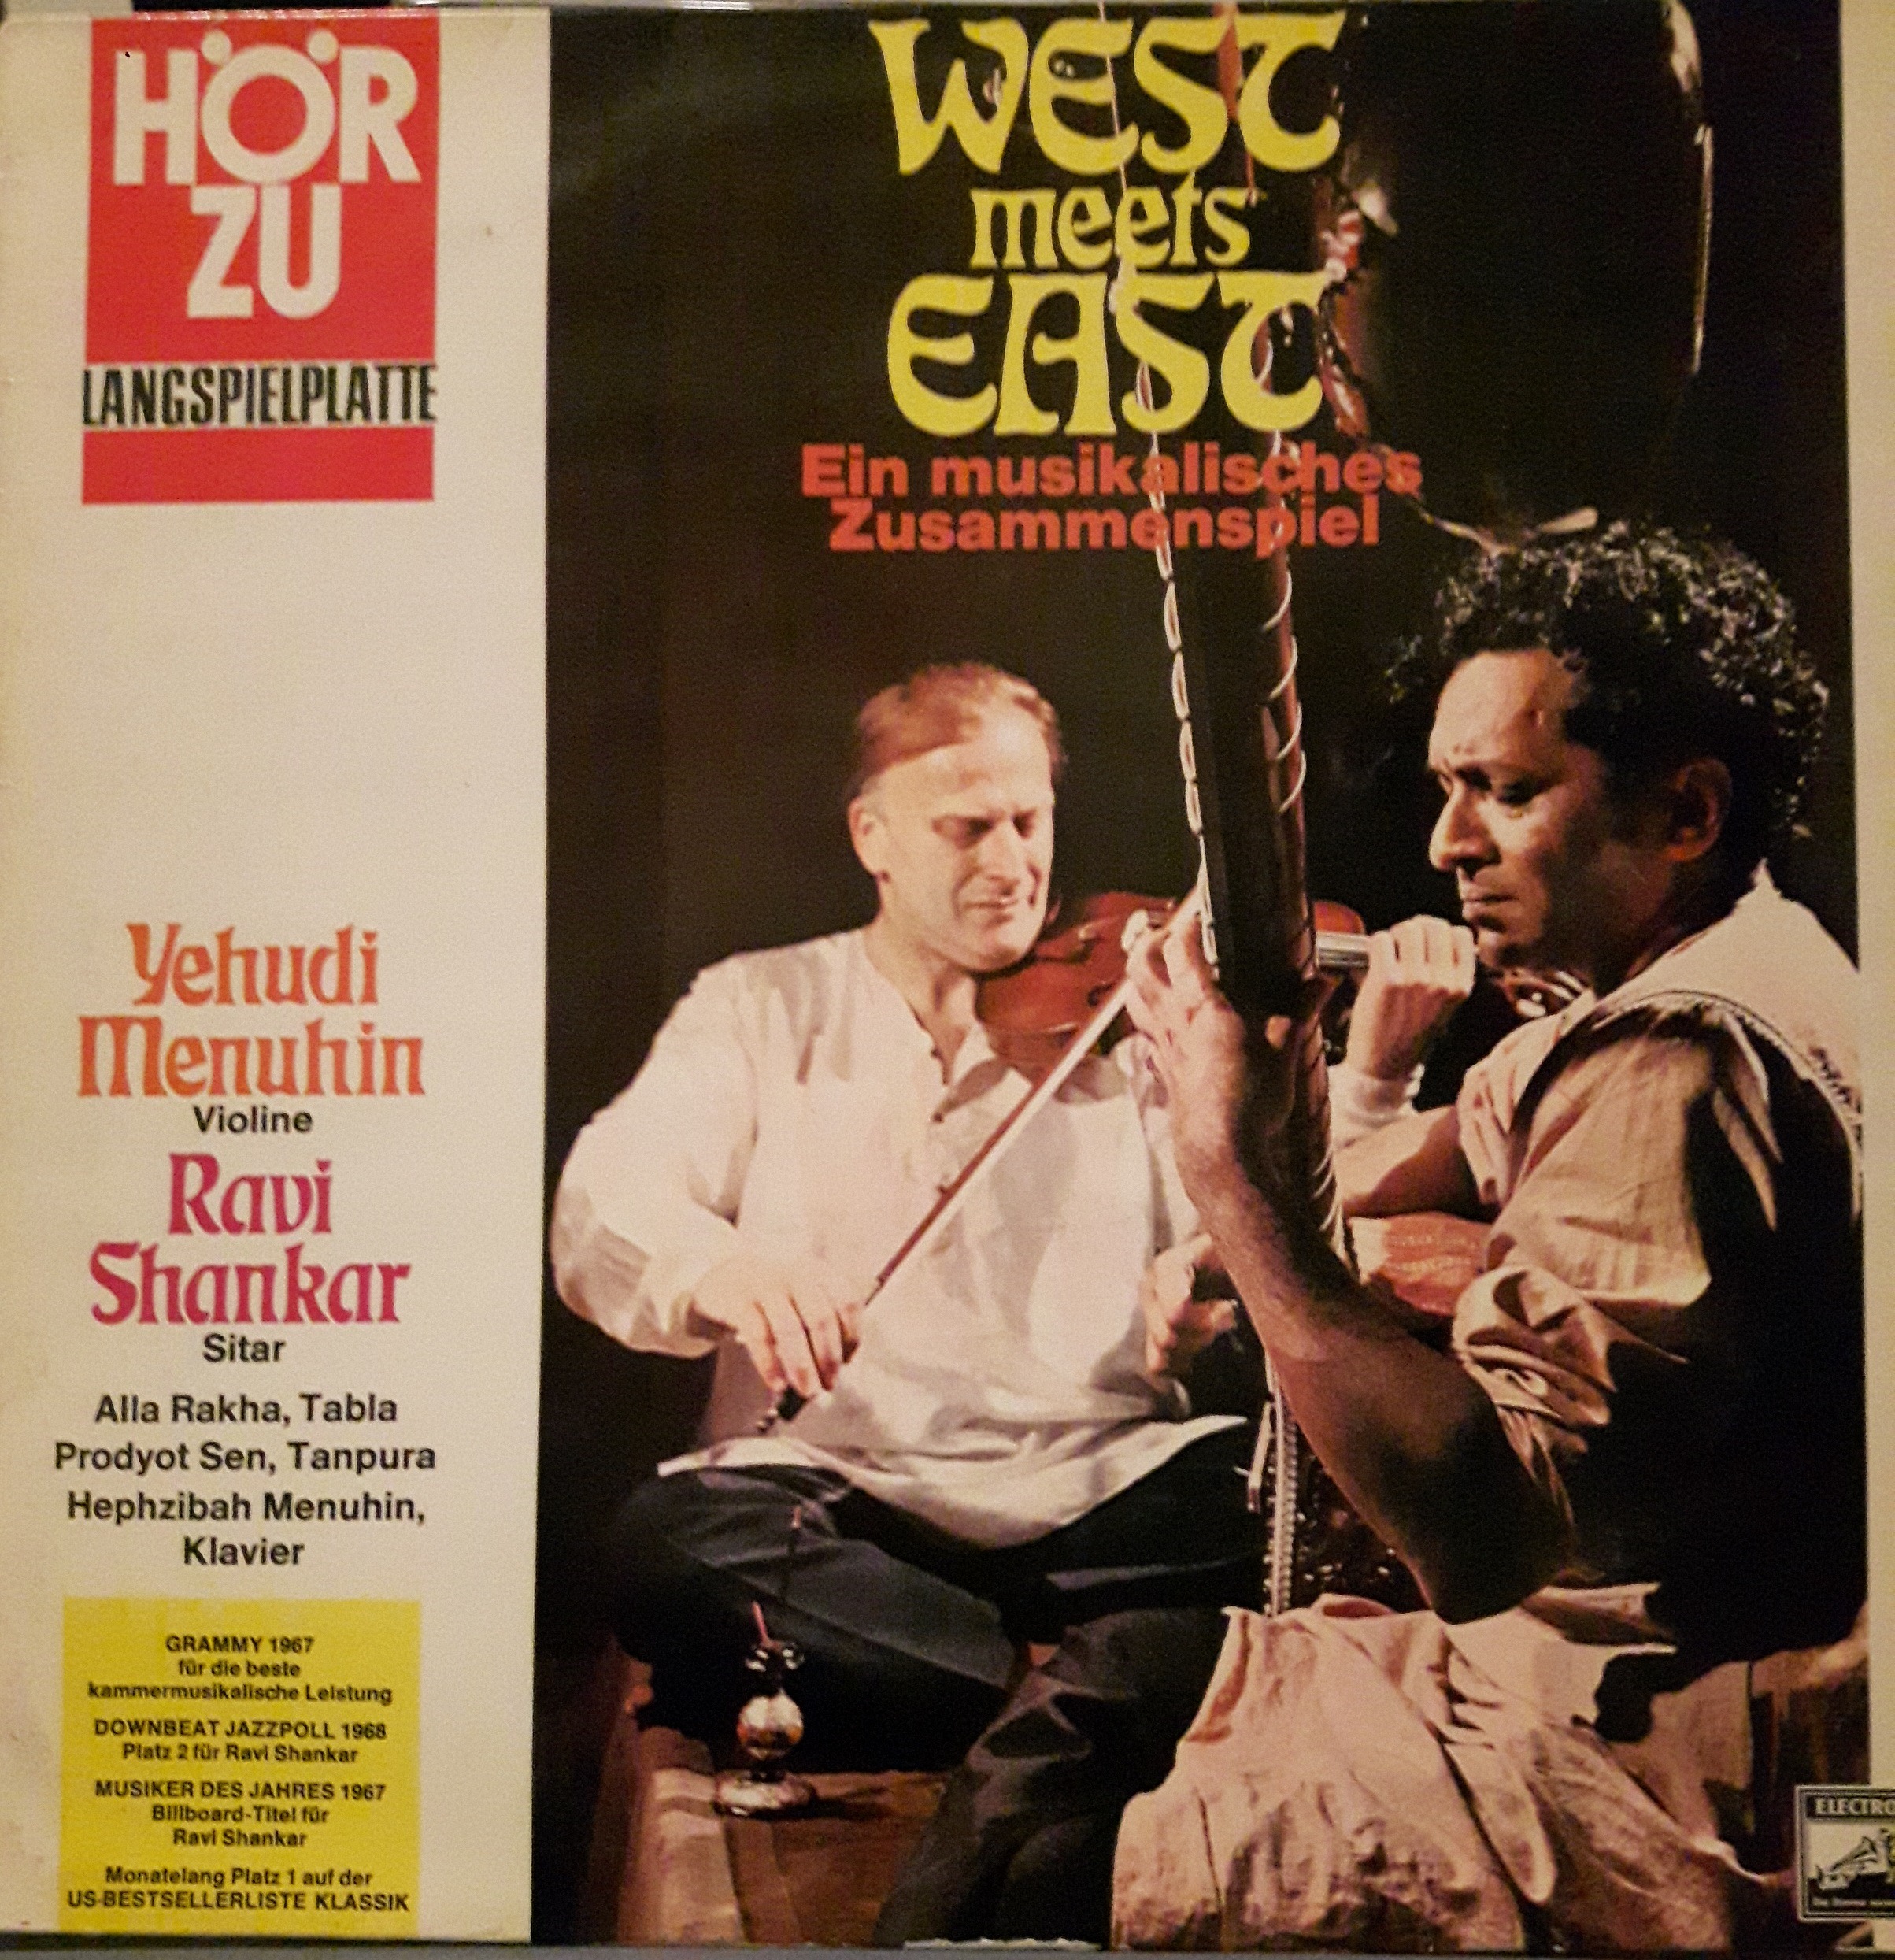 HÖR
ZU
LANGSPIELPLATTE
WEST
meets
EAST
Ein musikalisches
Zusammenspiel
Yehudi
Menuhin
Violine
Ravi
Shankar
Sitar
Alla Rakha, Tabla
Prodyot Sen, Tanpura
Hephzibah Menuhin,
Klavier
GRAMMY 1967
für die beste
kammermusikalische Leistung
DOWNBEAT JAZZPOLL 1968
Platz 2 für Ravi Shankar
MUSIKER DES JAHRES 1967
Billboard-Titel für
Ravi Shankar
Monatelang Platz 1 auf der
US-BESTSELLERLISTE KLASSIK
ELECTRO